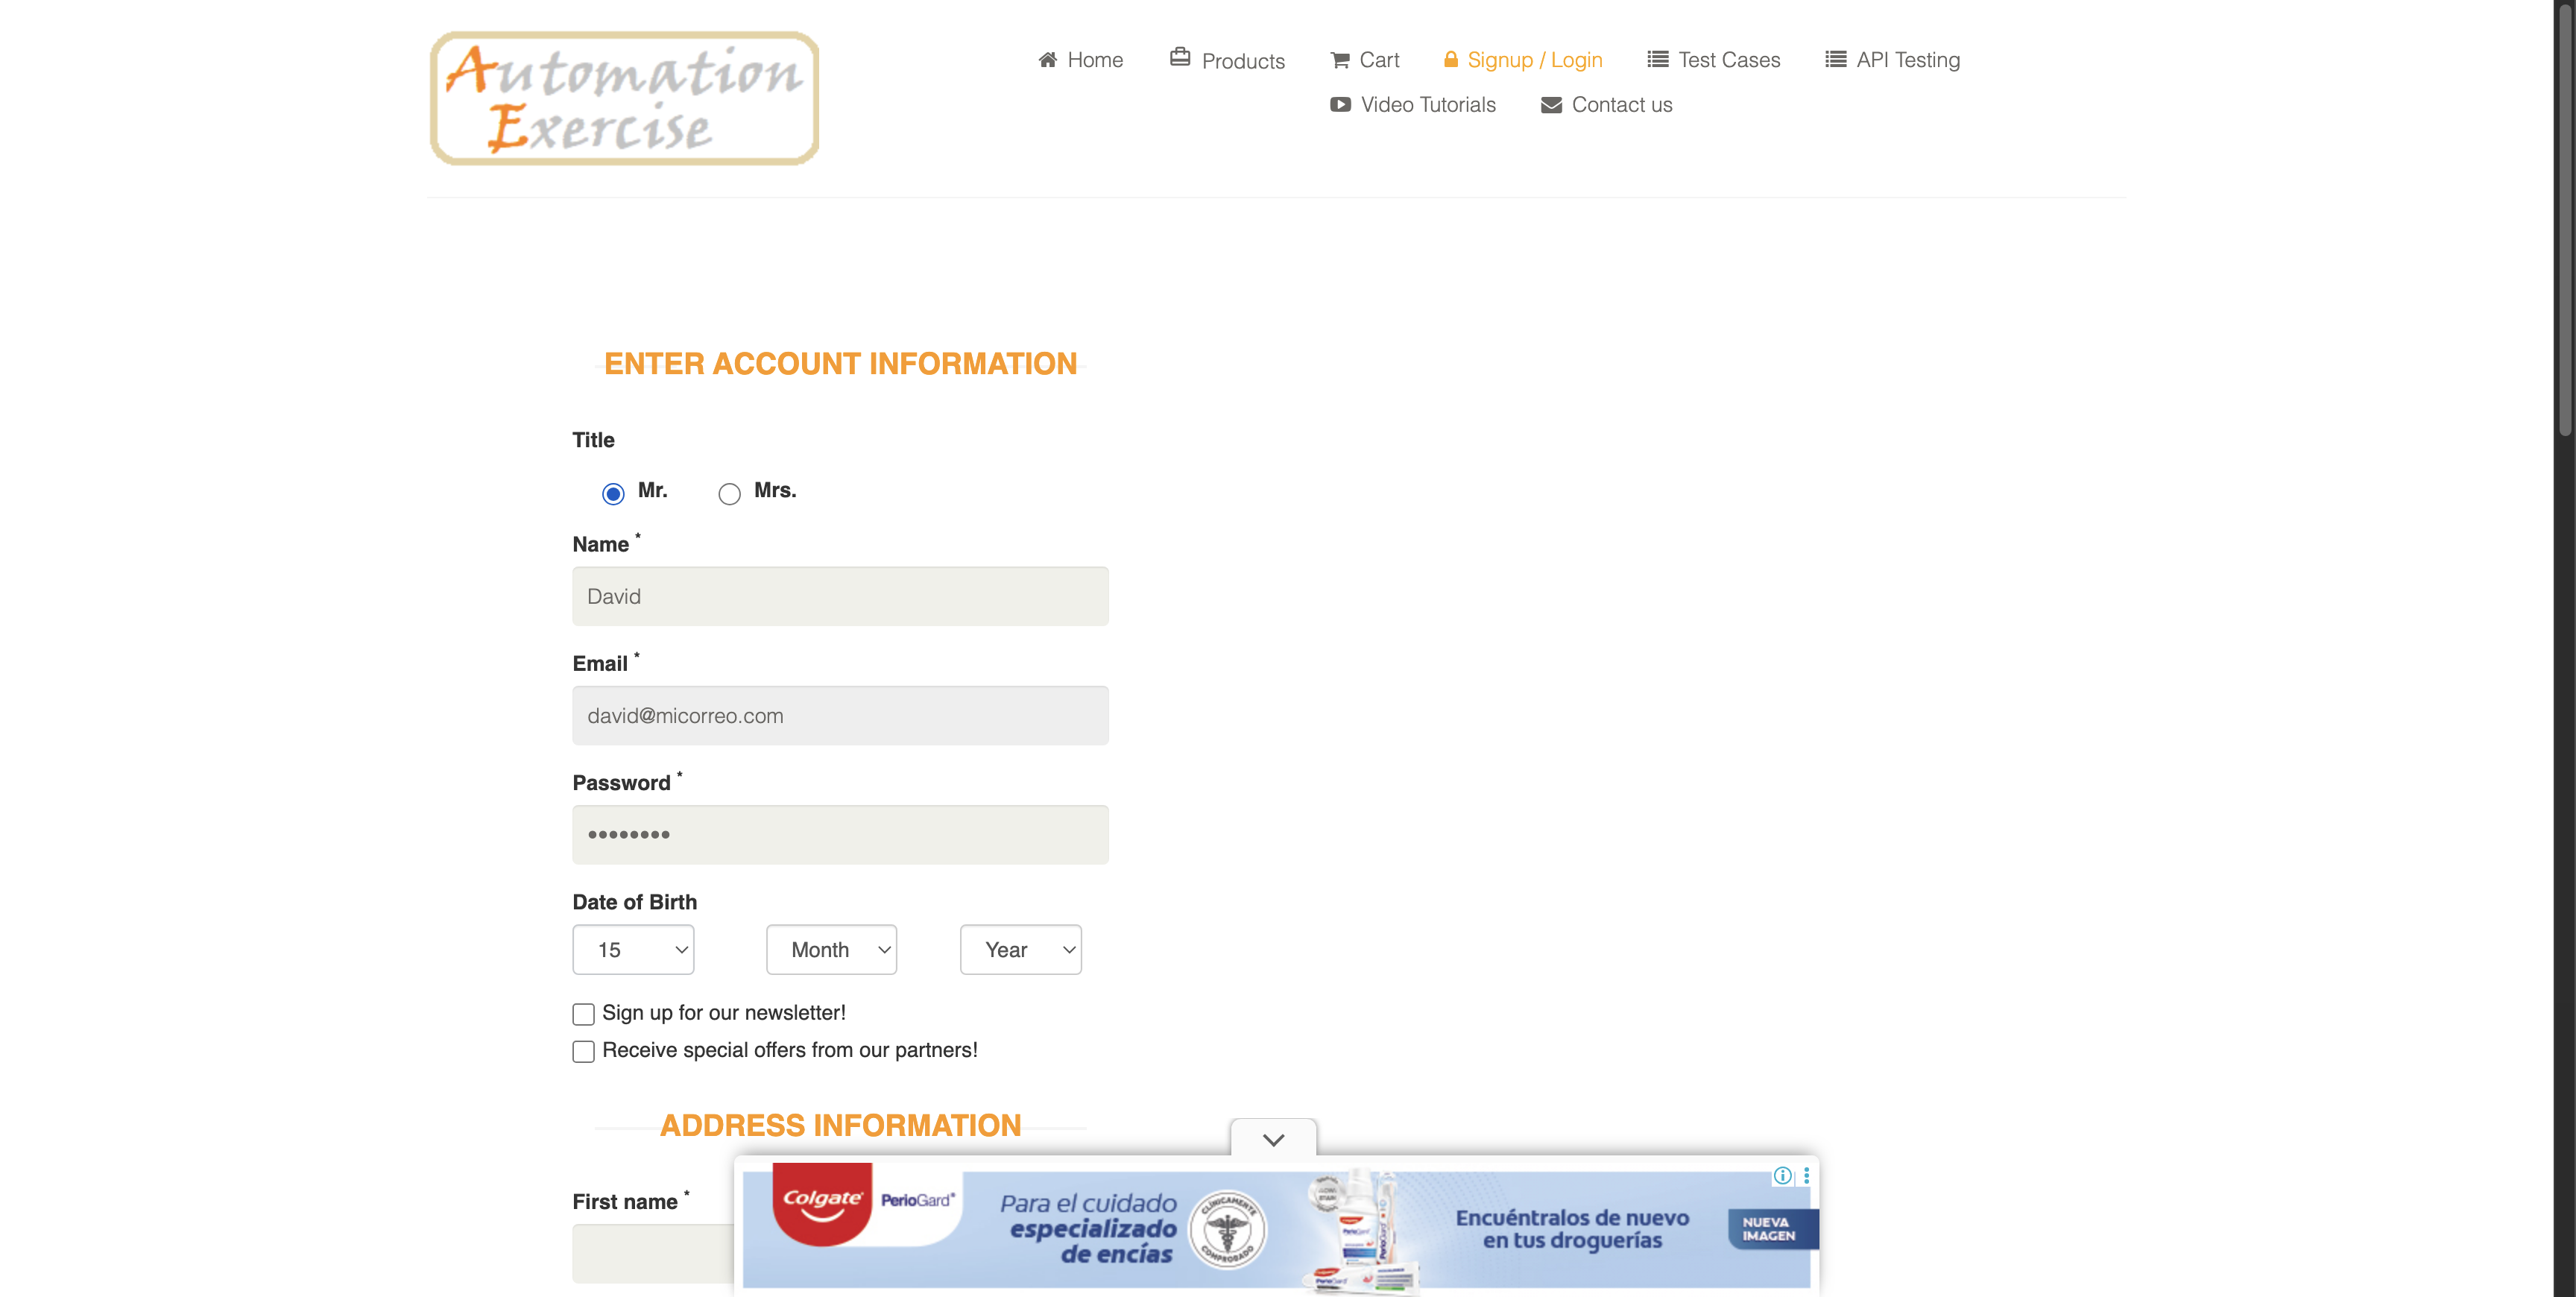 Automation
Exercise
Home
Products
Cart
Signup / Login
Test Cases
API Testing
Video Tutorials
Contact us
ENTER ACCOUNT INFORMATION
Title
Mr.
Mrs.
Name *
David
Email *
david@micorreo.com
Password *
••••••••
Date of Birth
15
Month
Year
Sign up for our newsletter!
Receive special offers from our partners!
ADDRESS INFORMATION
First name *
Colgate®
PerioGard®
Para el cuidado
especializado
de encías
CLÍNICAMENTE
COMPROBADO
Encuéntralos de nuevo
en tus droguerías
NUEVA
IMAGEN